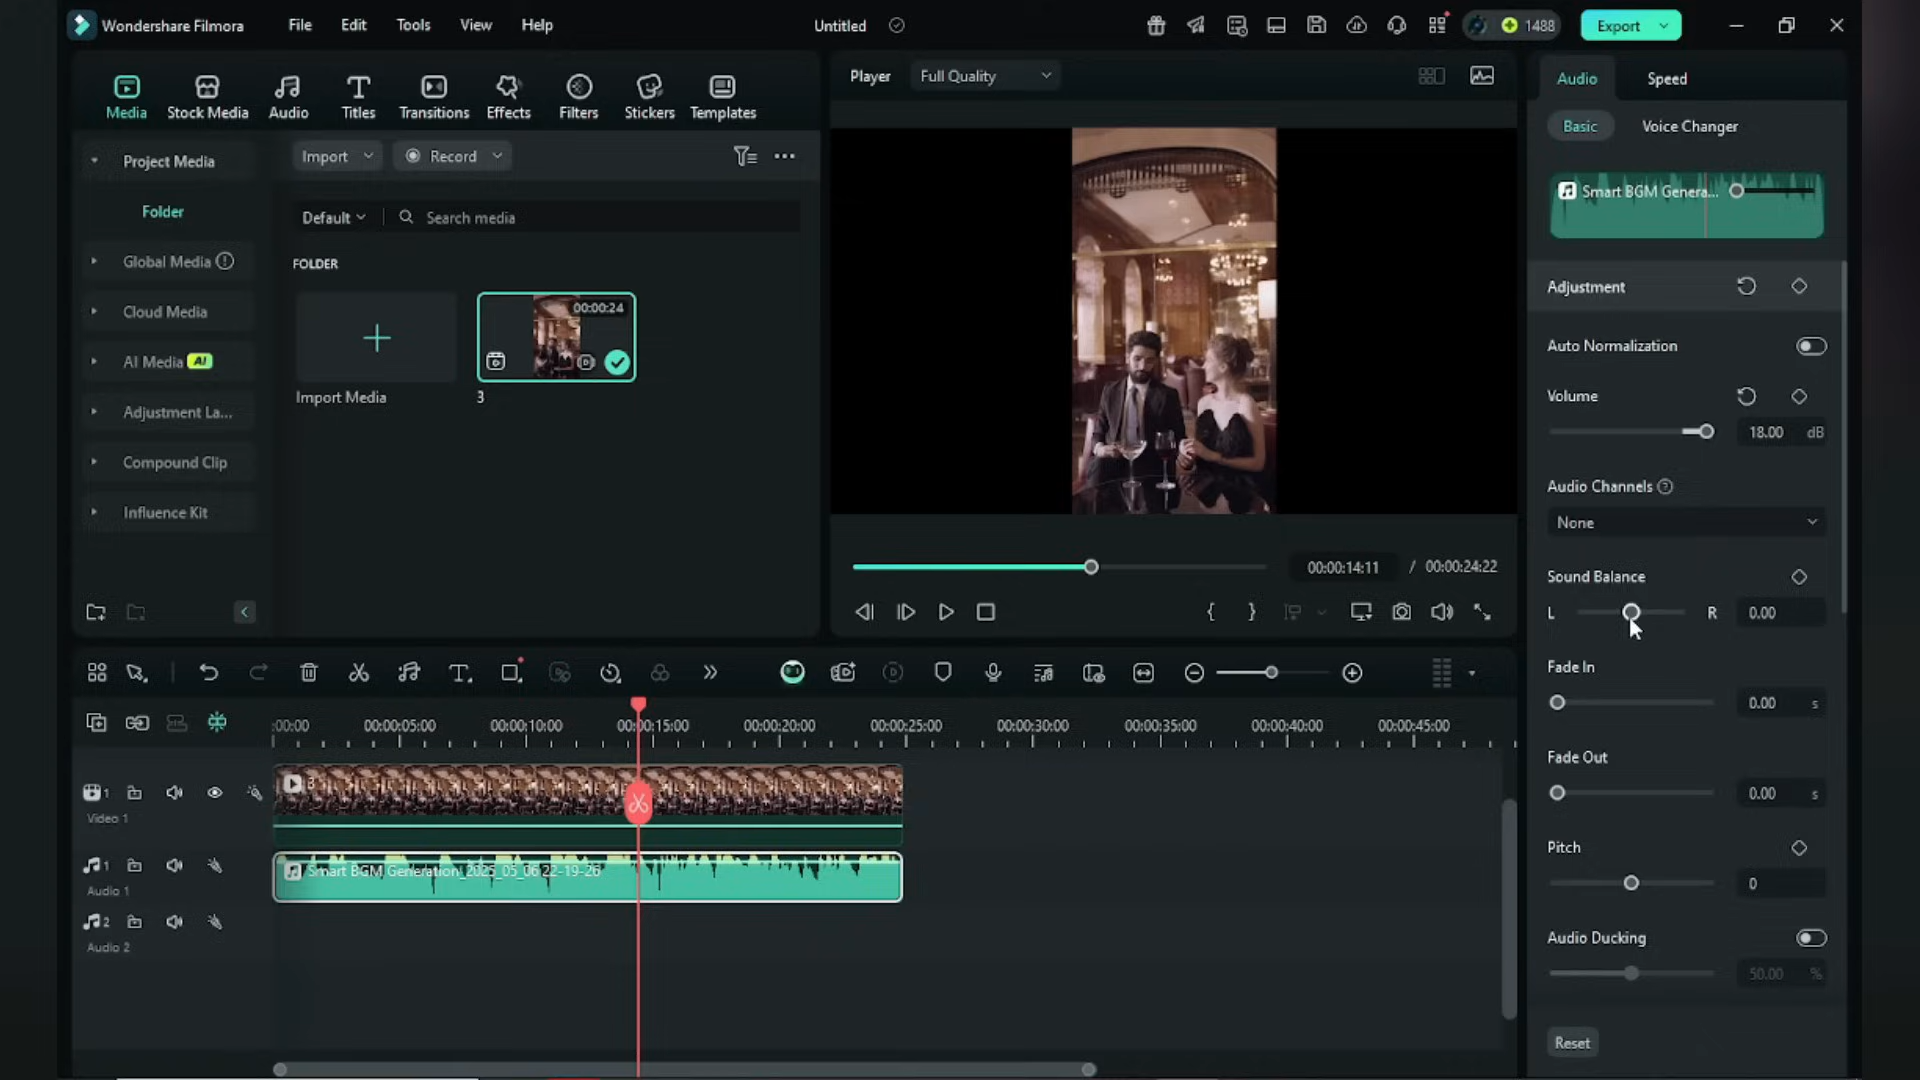 Wondershare Filmora File Edit Tools View Help Untitled 1488 Export
Media Stock Media Audio Titles Transitions Effects Filters Stickers Templates
Project Media
Folder
Global Media
Cloud Media
AI Media AI
Adjustment La...
Compound Clip
Influence Kit
Import Record
Default Search media
FOLDER
00:00:24
Import Media 3
Player Full Quality
00:00:14:11 / 00:00:24:22
Audio Speed
Basic Voice Changer
Smart BGM Genera...
Adjustment
Auto Normalization
Volume
18.00 dB
Audio Channels
None
Sound Balance
L R 0.00
Fade In
0.00 s
Fade Out
0.00 s
Pitch
0
Audio Ducking
50.00 %
Reset
:00:00 00:00:05:00 00:00:10:00 00:00:15:00 00:00:20:00 00:00:25:00 00:00:30:00 00:00:35:00 00:00:40:00 00:00:45:00
1 3
Video 1
1 Smart BGM Generation_2025_05_06 22-19-26
Audio 1
2
Audio 2